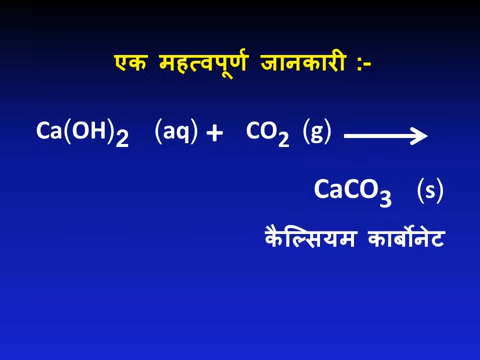 एक महत्वपूर्ण जानकारी :-
Ca(OH)₂ (aq) + CO₂ (g) ⟶
CaCO₃ (s)
कैल्सियम कार्बोनेट